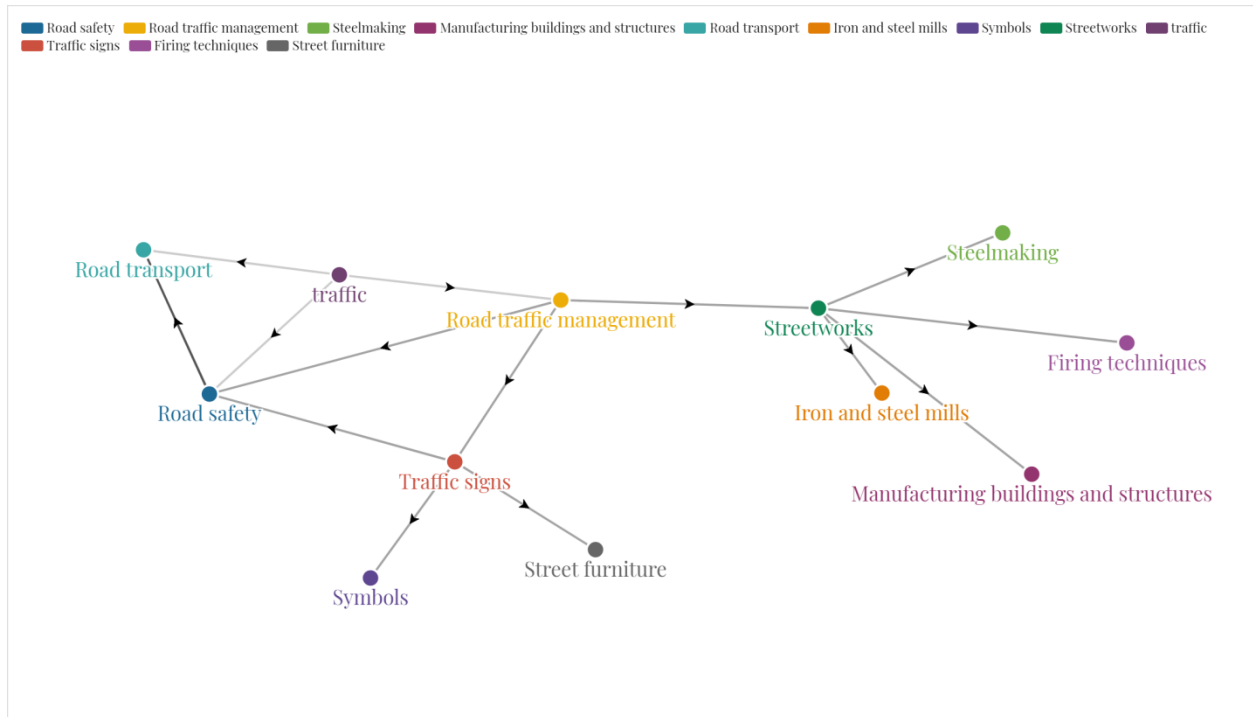 Road safety Road traffic management Steelmaking Manufacturing buildings and structures Road transport Iron and steel mills Symbols Streetworks traffic
Traffic signs Firing techniques Street furniture
Steelmaking
Road transport
traffic
Road traffic management
Streetworks
Firing techniques
Road safety
Iron and steel mills
Traffic signs
Manufacturing buildings and structures
Street furniture
Symbols